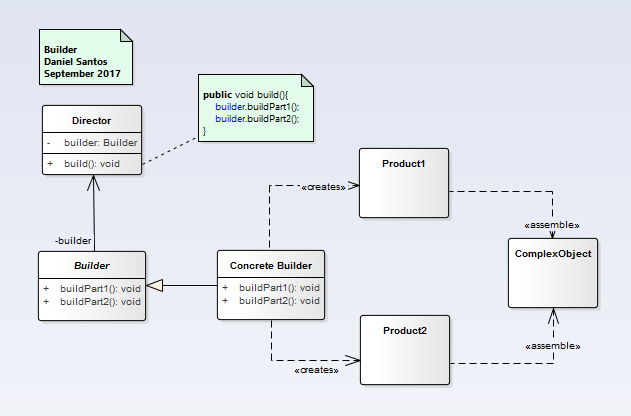 Builder
Daniel Santos
September 2017
public void build(){
builder.buildPart1();
builder.buildPart2();
}
Director
- builder: Builder
+ build(): void
-builder
Builder
+ buildPart1(): void
+ buildPart2(): void
Concrete Builder
+ buildPart1(): void
+ buildPart2(): void
«creates»
Product1
«assemble»
ComplexObject
«creates»
Product2
«assemble»